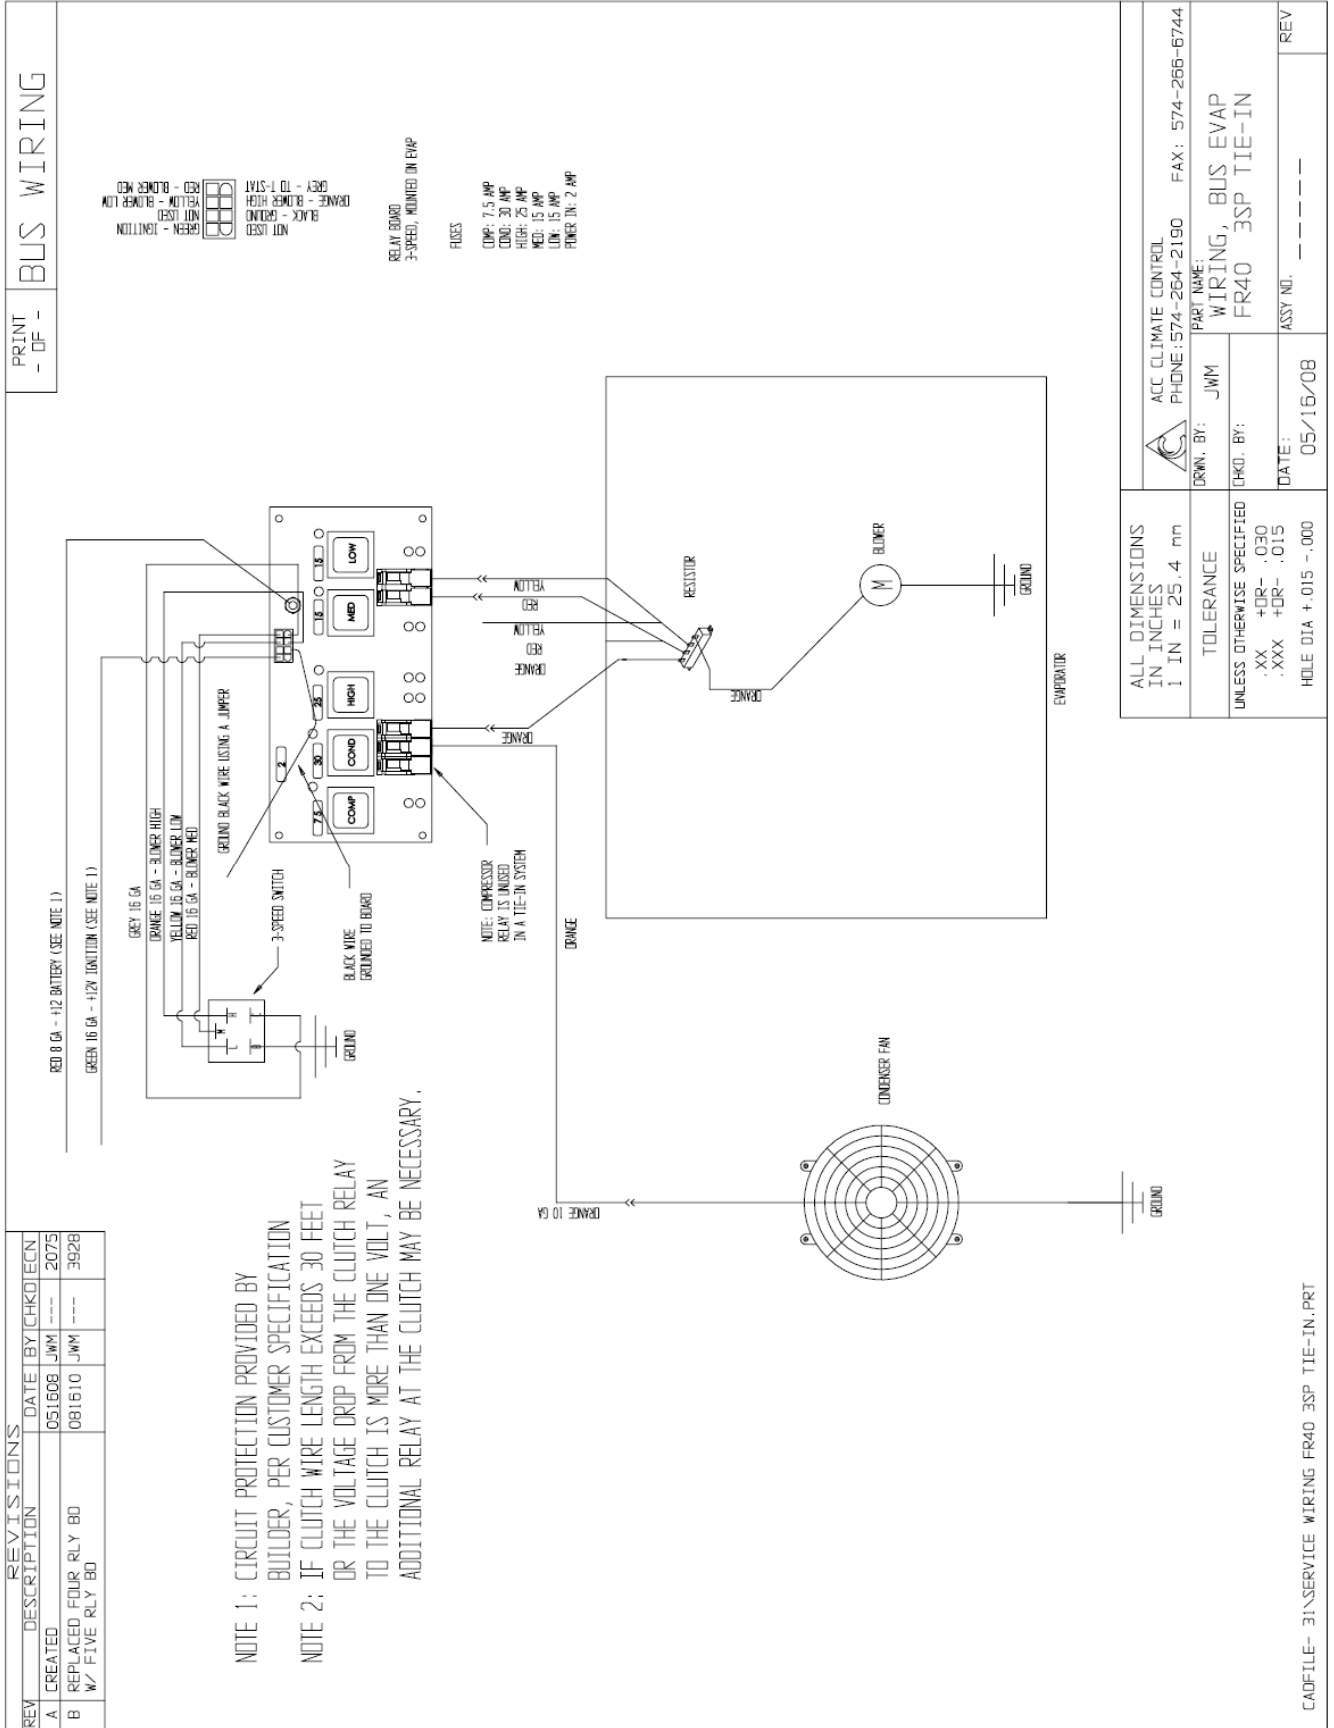 REVISIONS
REV DESCRIPTION DATE BY CHKD ECN
A CREATED 051608 JWM --- 2075
B REPLACED FOUR RLY BD 081610 JWM --- 3928
W/ FIVE RLY BD
PRINT
- OF -
BUS WIRING
RED 8 GA - +12 BATTERY (SEE NOTE 1)
GREEN 16 GA - +12V IGNITION (SEE NOTE 1)
GREY 16 GA
ORANGE 16 GA - BLOWER HIGH
YELLOW 16 GA - BLOWER LOW
RED 16 GA - BLOWER MED
GROUND BLACK WIRE USING A JUMPER
3-SPEED SWITCH
L M H
B C
GROUND
BLACK WIRE
GROUNDED TO BOARD
2
7.5 30 25 15 15
COMP COND HIGH MED LOW
NOTE: COMPRESSOR
RELAY IS UNUSED
IN A TIE-IN SYSTEM
GREEN - IGNITION
NOT USED
YELLOW - BLOWER LOW
RED - BLOWER MED
NOT USED
BLACK - GROUND
ORANGE - BLOWER HIGH
GREY - TO T-STAT
RELAY BOARD
3-SPEED, MOUNTED ON EVAP
FUSES
COMP: 7.5 AMP
COND: 30 AMP
HIGH: 25 AMP
MED: 15 AMP
LOW: 15 AMP
POWER IN: 2 AMP
NOTE 1: CIRCUIT PROTECTION PROVIDED BY
BUILDER, PER CUSTOMER SPECIFICATION
NOTE 2: IF CLUTCH WIRE LENGTH EXCEEDS 30 FEET
OR THE VOLTAGE DROP FROM THE CLUTCH RELAY
TO THE CLUTCH IS MORE THAN ONE VOLT, AN
ADDITIONAL RELAY AT THE CLUTCH MAY BE NECESSARY.
ORANGE
ORANGE
ORANGE
RED
YELLOW
RED
YELLOW
ORANGE 10 GA
RESISTOR
ORANGE
M
BLOWER
GROUND
EVAPORATOR
CONDENSER FAN
GROUND
ALL DIMENSIONS
IN INCHES
1 IN = 25.4 mm
TOLERANCE
UNLESS OTHERWISE SPECIFIED
.XX +OR- .030
.XXX +OR- .015
HOLE DIA +.015 -.000
ACC CLIMATE CONTROL
PHONE:574-264-2190 FAX: 574-266-6744
DRWN. BY: JWM
CHKD. BY:
DATE:
05/16/08
PART NAME:
WIRING, BUS EVAP
FR40 3SP TIE-IN
ASSY NO. -----
REV
CADFILE- 31\SERVICE WIRING FR40 3SP TIE-IN.PRT